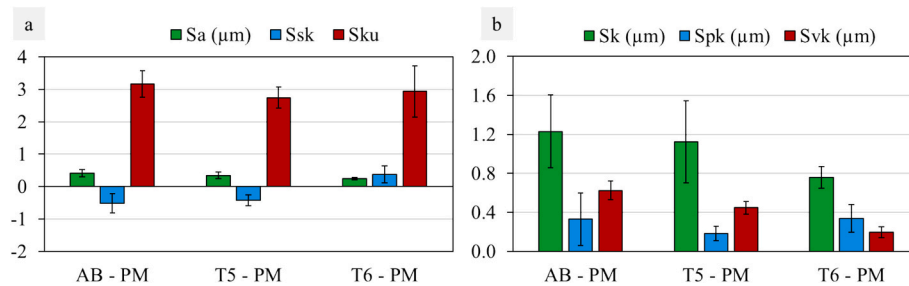 a
Sa (µm) Ssk Sku
4
3
2
1
0
-1
-2
AB - PM T5 - PM T6 - PM
b
Sk (µm) Spk (µm) Svk (µm)
2.0
1.6
1.2
0.8
0.4
0.0
AB - PM T5 - PM T6 - PM